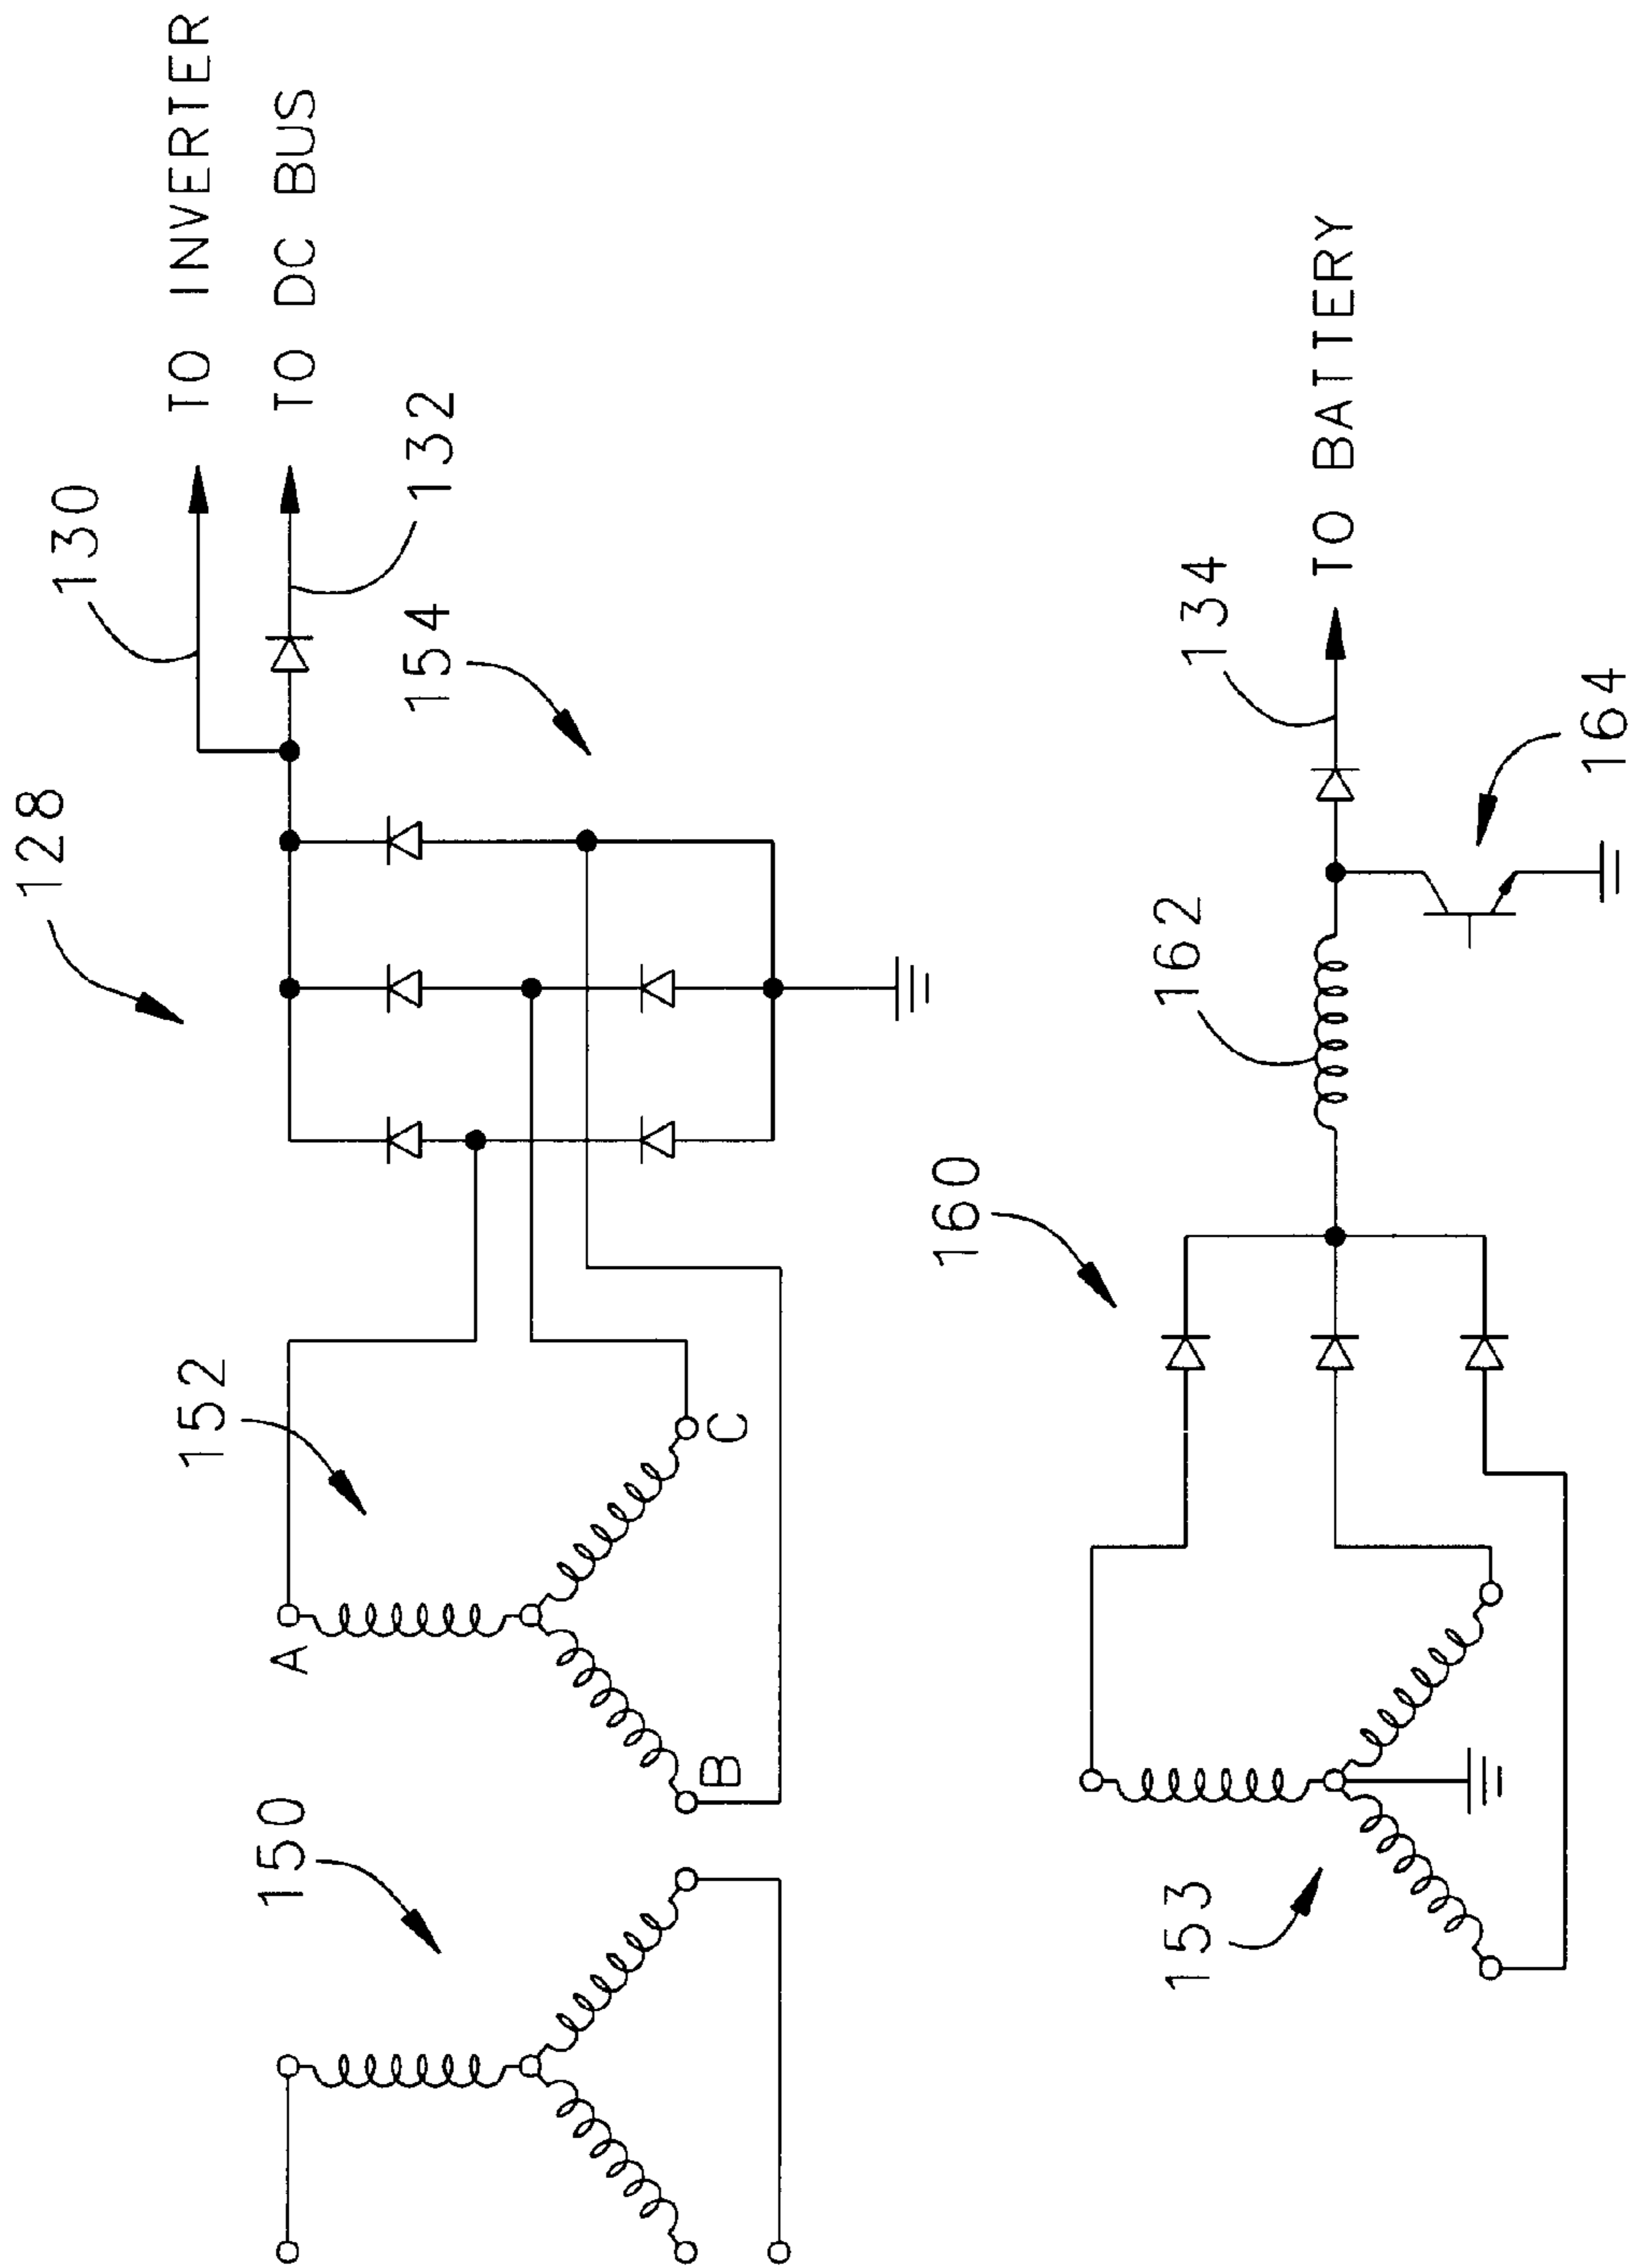 128
130
TO INVERTER
TO DC BUS
132
154
152
150
A
B
C
160
162
134
TO BATTERY
164
153